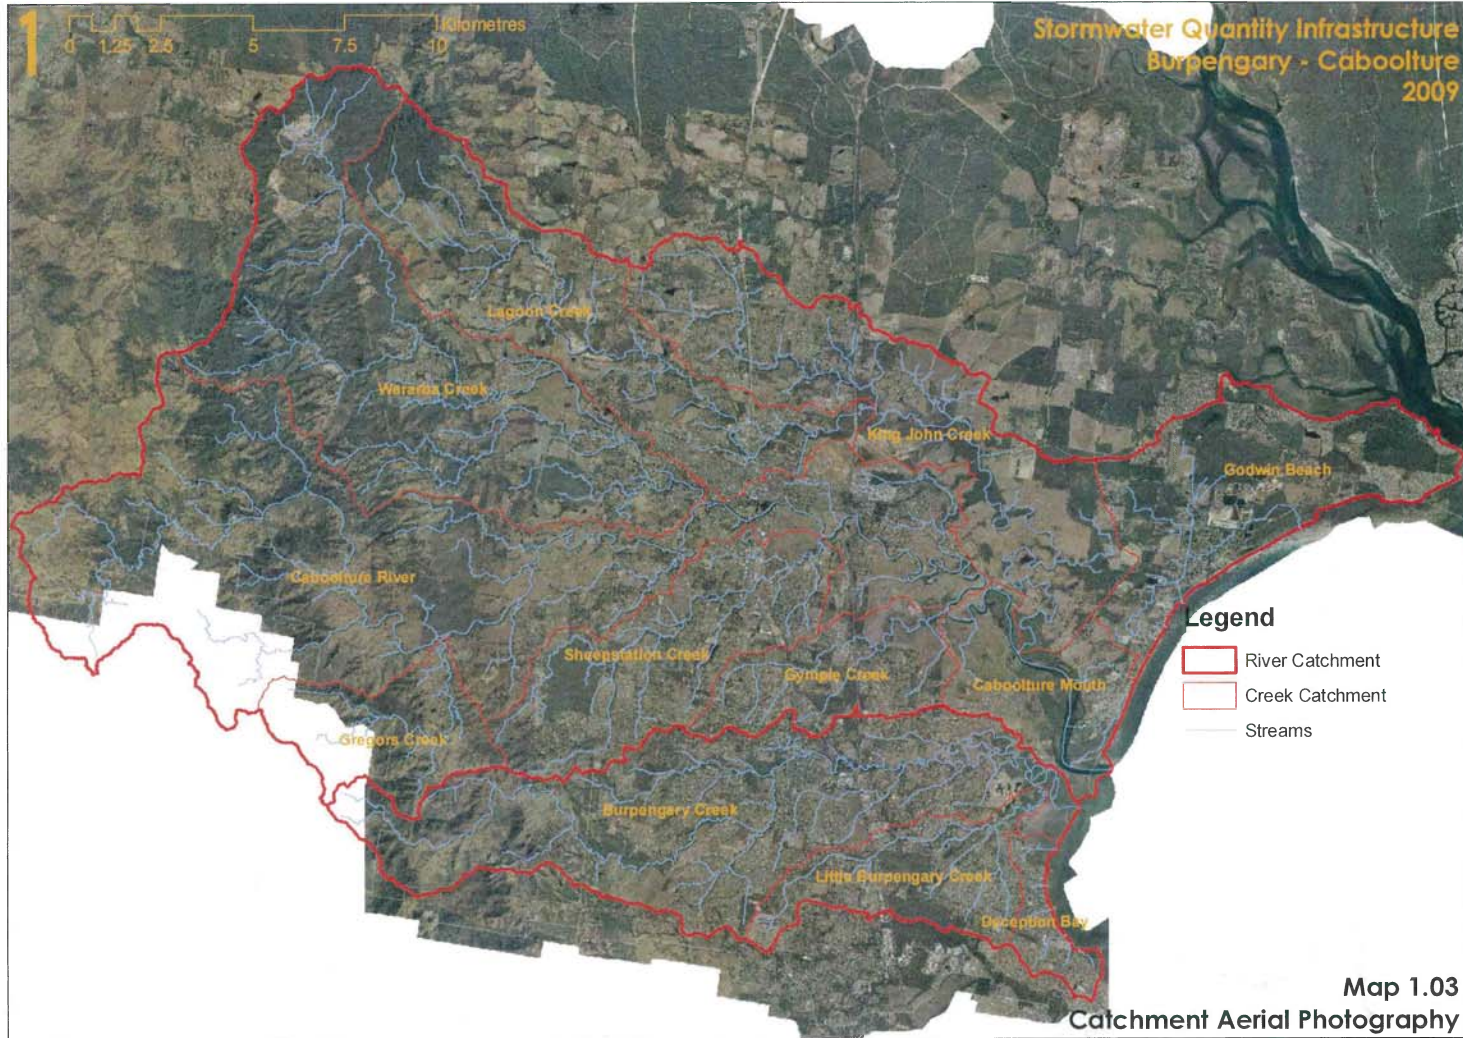 1
Kilometres
0 1.25 2.5 5 7.5 10
Stormwater Quantity Infrastructure
Burpengary - Caboolture
2009
Lagoon Creek
Wararba Creek
King John Creek
Godwin Beach
Caboolture River
Legend
River Catchment
Creek Catchment
Streams
Sheepstation Creek
Gympie Creek
Caboolture Mouth
Gregors Creek
Burpengary Creek
Little Burpengary Creek
Deception Bay
Map 1.03
Catchment Aerial Photography